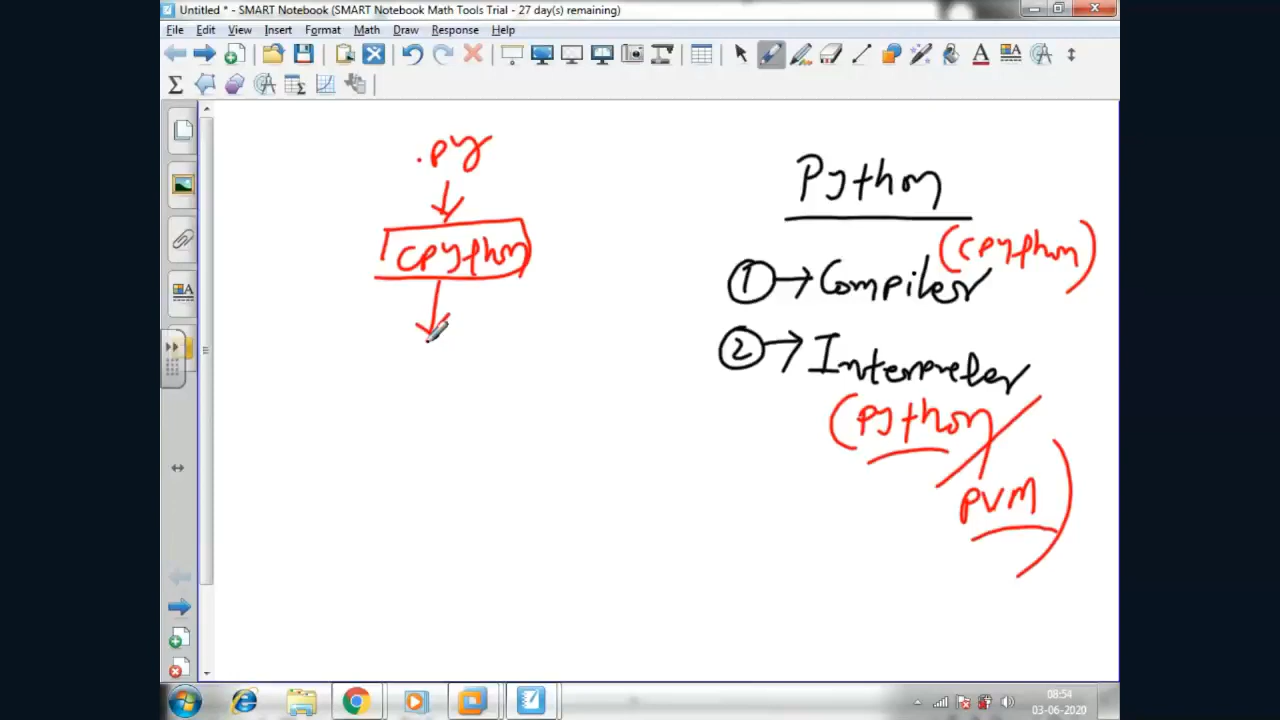 Untitled * - SMART Notebook (SMART Notebook Math Tools Trial - 27 day(s) remaining)
File Edit View Insert Format Math Draw Response Help
.py
cpython
Python
(cpython)
① → Compiler
② → Interpreter
(python/
PVM)
08:54
03-06-2020